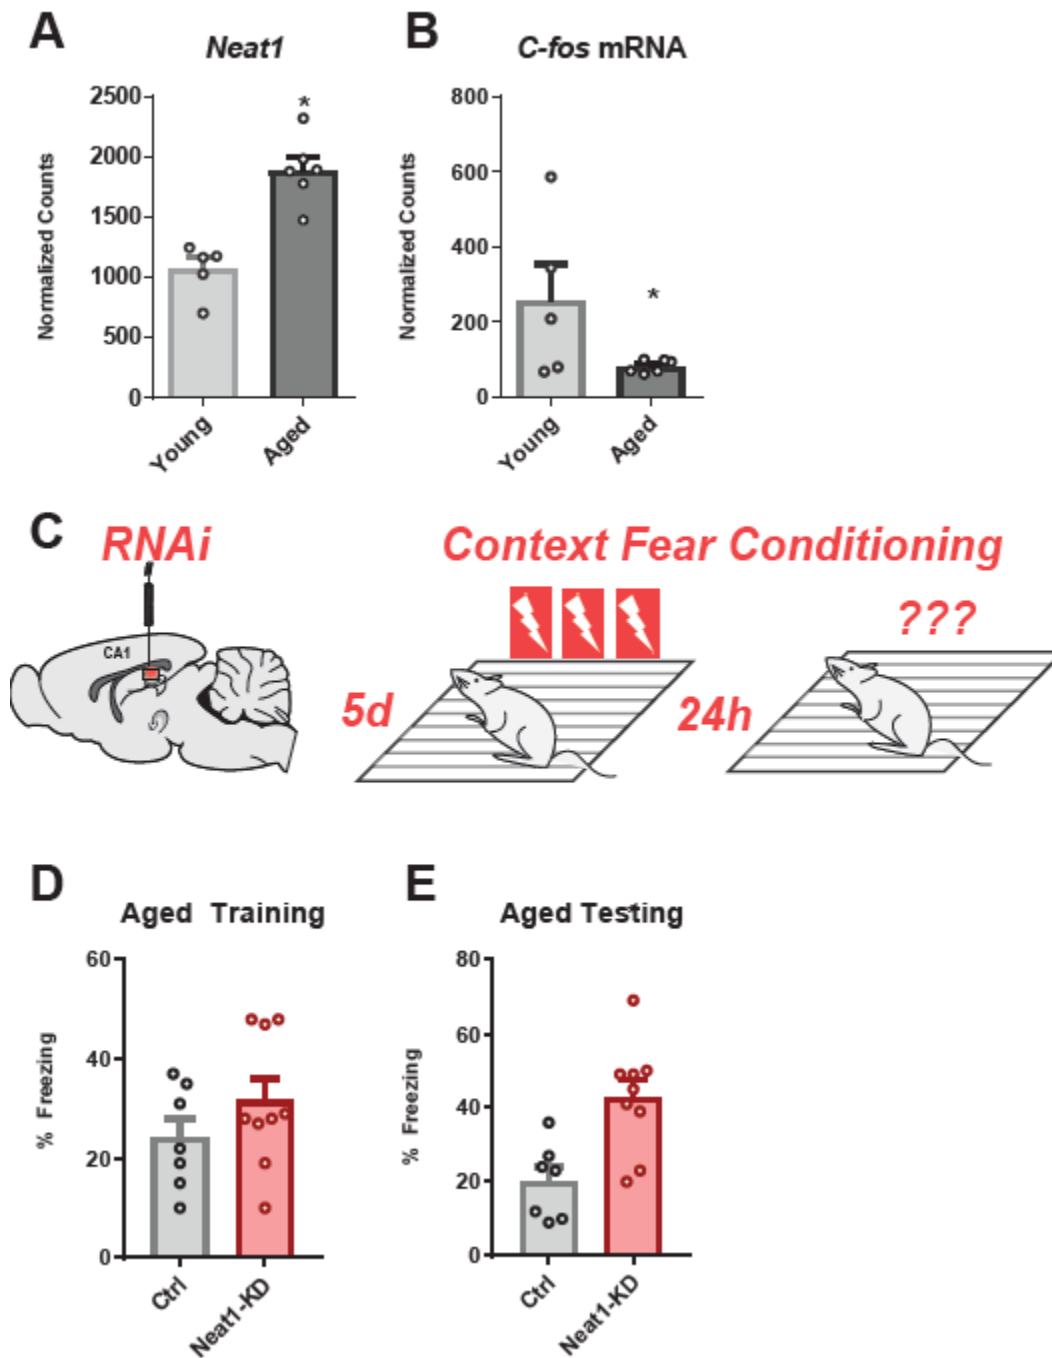 A
Neat1
*
Normalized Counts
2500
2000
1500
1000
500
0
Young
Aged
B
C-fos mRNA
*
Normalized Counts
800
600
400
200
0
Young
Aged
C
RNAi
CA1
Context Fear Conditioning
5d
24h
???
D
Aged Training
% Freezing
60
40
20
0
Ctrl
Neat1-KD
E
Aged Testing
% Freezing
80
60
40
20
0
Ctrl
Neat1-KD